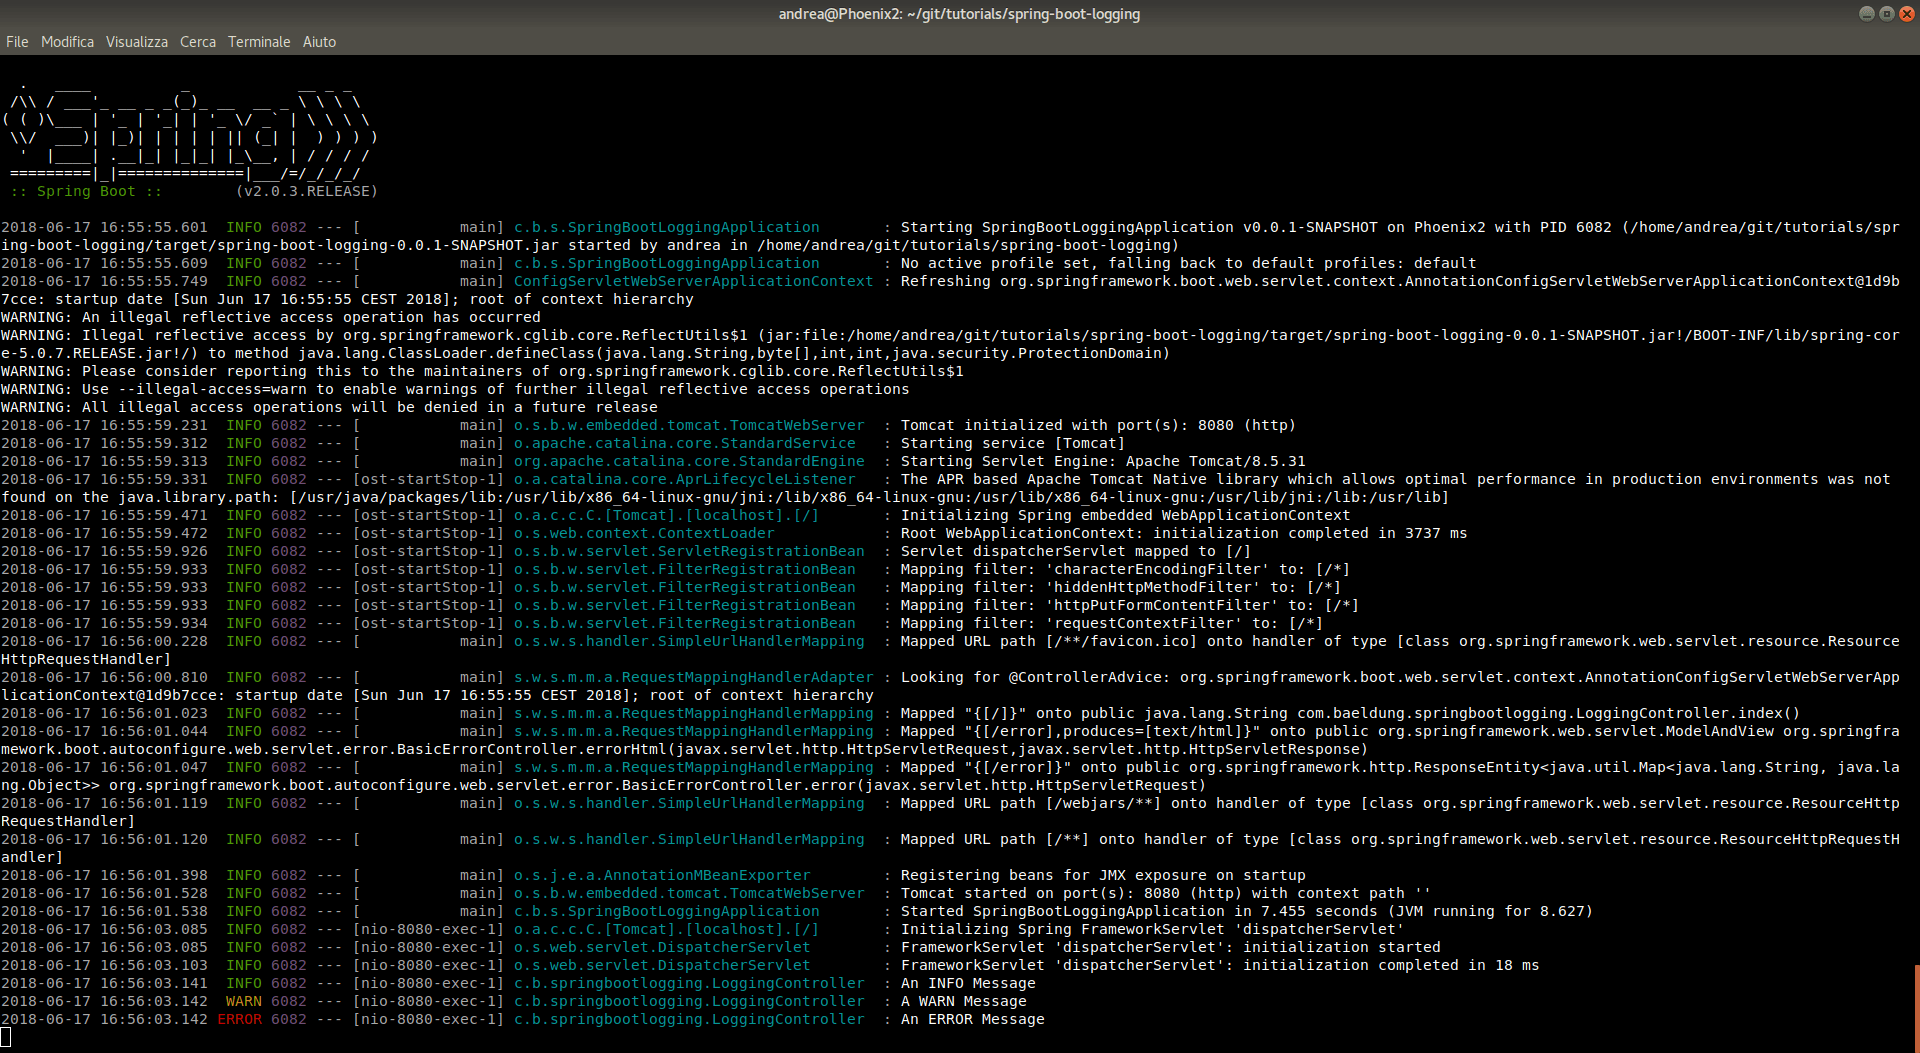 andrea@Phoenix2: ~/git/tutorials/spring-boot-logging
File Modifica Visualizza Cerca Terminale Aiuto
  .   ____          _            __ _ _
 /\\ / ___'_ __ _ _(_)_ __  __ _ \ \ \ \
( ( )\___ | '_ | '_| | '_ \/ _` | \ \ \ \
 \\/  ___)| |_)| | | | | || (_| |  ) ) ) )
  '  |____| .__|_| |_|_| |_\__, | / / / /
 =========|_|==============|___/=/_/_/_/
 :: Spring Boot ::        (v2.0.3.RELEASE)
2018-06-17 16:55:55.601  INFO 6082 --- [           main] c.b.s.SpringBootLoggingApplication       : Starting SpringBootLoggingApplication v0.0.1-SNAPSHOT on Phoenix2 with PID 6082 (/home/andrea/git/tutorials/spr
ing-boot-logging/target/spring-boot-logging-0.0.1-SNAPSHOT.jar started by andrea in /home/andrea/git/tutorials/spring-boot-logging)
2018-06-17 16:55:55.609  INFO 6082 --- [           main] c.b.s.SpringBootLoggingApplication       : No active profile set, falling back to default profiles: default
2018-06-17 16:55:55.749  INFO 6082 --- [           main] ConfigServletWebServerApplicationContext : Refreshing org.springframework.boot.web.servlet.context.AnnotationConfigServletWebServerApplicationContext@1d9b
7cce: startup date [Sun Jun 17 16:55:55 CEST 2018]; root of context hierarchy
WARNING: An illegal reflective access operation has occurred
WARNING: Illegal reflective access by org.springframework.cglib.core.ReflectUtils$1 (jar:file:/home/andrea/git/tutorials/spring-boot-logging/target/spring-boot-logging-0.0.1-SNAPSHOT.jar!/BOOT-INF/lib/spring-cor
e-5.0.7.RELEASE.jar!/) to method java.lang.ClassLoader.defineClass(java.lang.String,byte[],int,int,java.security.ProtectionDomain)
WARNING: Please consider reporting this to the maintainers of org.springframework.cglib.core.ReflectUtils$1
WARNING: Use --illegal-access=warn to enable warnings of further illegal reflective access operations
WARNING: All illegal access operations will be denied in a future release
2018-06-17 16:55:59.231  INFO 6082 --- [           main] o.s.b.w.embedded.tomcat.TomcatWebServer  : Tomcat initialized with port(s): 8080 (http)
2018-06-17 16:55:59.312  INFO 6082 --- [           main] o.apache.catalina.core.StandardService   : Starting service [Tomcat]
2018-06-17 16:55:59.313  INFO 6082 --- [           main] org.apache.catalina.core.StandardEngine  : Starting Servlet Engine: Apache Tomcat/8.5.31
2018-06-17 16:55:59.331  INFO 6082 --- [ost-startStop-1] o.a.catalina.core.AprLifecycleListener   : The APR based Apache Tomcat Native library which allows optimal performance in production environments was not
found on the java.library.path: [/usr/java/packages/lib:/usr/lib/x86_64-linux-gnu/jni:/lib/x86_64-linux-gnu:/usr/lib/x86_64-linux-gnu:/usr/lib/jni:/lib:/usr/lib]
2018-06-17 16:55:59.471  INFO 6082 --- [ost-startStop-1] o.a.c.c.C.[Tomcat].[localhost].[/]       : Initializing Spring embedded WebApplicationContext
2018-06-17 16:55:59.472  INFO 6082 --- [ost-startStop-1] o.s.web.context.ContextLoader            : Root WebApplicationContext: initialization completed in 3737 ms
2018-06-17 16:55:59.926  INFO 6082 --- [ost-startStop-1] o.s.b.w.servlet.ServletRegistrationBean  : Servlet dispatcherServlet mapped to [/]
2018-06-17 16:55:59.933  INFO 6082 --- [ost-startStop-1] o.s.b.w.servlet.FilterRegistrationBean   : Mapping filter: 'characterEncodingFilter' to: [/*]
2018-06-17 16:55:59.933  INFO 6082 --- [ost-startStop-1] o.s.b.w.servlet.FilterRegistrationBean   : Mapping filter: 'hiddenHttpMethodFilter' to: [/*]
2018-06-17 16:55:59.933  INFO 6082 --- [ost-startStop-1] o.s.b.w.servlet.FilterRegistrationBean   : Mapping filter: 'httpPutFormContentFilter' to: [/*]
2018-06-17 16:55:59.934  INFO 6082 --- [ost-startStop-1] o.s.b.w.servlet.FilterRegistrationBean   : Mapping filter: 'requestContextFilter' to: [/*]
2018-06-17 16:56:00.228  INFO 6082 --- [           main] o.s.w.s.handler.SimpleUrlHandlerMapping  : Mapped URL path [/**/favicon.ico] onto handler of type [class org.springframework.web.servlet.resource.Resource
HttpRequestHandler]
2018-06-17 16:56:00.810  INFO 6082 --- [           main] s.w.s.m.m.a.RequestMappingHandlerAdapter : Looking for @ControllerAdvice: org.springframework.boot.web.servlet.context.AnnotationConfigServletWebServerApp
licationContext@1d9b7cce: startup date [Sun Jun 17 16:55:55 CEST 2018]; root of context hierarchy
2018-06-17 16:56:01.023  INFO 6082 --- [           main] s.w.s.m.m.a.RequestMappingHandlerMapping : Mapped "{[/]}" onto public java.lang.String com.baeldung.springbootlogging.LoggingController.index()
2018-06-17 16:56:01.044  INFO 6082 --- [           main] s.w.s.m.m.a.RequestMappingHandlerMapping : Mapped "{[/error],produces=[text/html]}" onto public org.springframework.web.servlet.ModelAndView org.springfra
mework.boot.autoconfigure.web.servlet.error.BasicErrorController.errorHtml(javax.servlet.http.HttpServletRequest,javax.servlet.http.HttpServletResponse)
2018-06-17 16:56:01.047  INFO 6082 --- [           main] s.w.s.m.m.a.RequestMappingHandlerMapping : Mapped "{[/error]}" onto public org.springframework.http.ResponseEntity<java.util.Map<java.lang.String, java.la
ng.Object>> org.springframework.boot.autoconfigure.web.servlet.error.BasicErrorController.error(javax.servlet.http.HttpServletRequest)
2018-06-17 16:56:01.119  INFO 6082 --- [           main] o.s.w.s.handler.SimpleUrlHandlerMapping  : Mapped URL path [/webjars/**] onto handler of type [class org.springframework.web.servlet.resource.ResourceHttp
RequestHandler]
2018-06-17 16:56:01.120  INFO 6082 --- [           main] o.s.w.s.handler.SimpleUrlHandlerMapping  : Mapped URL path [/**] onto handler of type [class org.springframework.web.servlet.resource.ResourceHttpRequestH
andler]
2018-06-17 16:56:01.398  INFO 6082 --- [           main] o.s.j.e.a.AnnotationMBeanExporter        : Registering beans for JMX exposure on startup
2018-06-17 16:56:01.528  INFO 6082 --- [           main] o.s.b.w.embedded.tomcat.TomcatWebServer  : Tomcat started on port(s): 8080 (http) with context path ''
2018-06-17 16:56:01.538  INFO 6082 --- [           main] c.b.s.SpringBootLoggingApplication       : Started SpringBootLoggingApplication in 7.455 seconds (JVM running for 8.627)
2018-06-17 16:56:03.085  INFO 6082 --- [nio-8080-exec-1] o.a.c.c.C.[Tomcat].[localhost].[/]       : Initializing Spring FrameworkServlet 'dispatcherServlet'
2018-06-17 16:56:03.085  INFO 6082 --- [nio-8080-exec-1] o.s.web.servlet.DispatcherServlet        : FrameworkServlet 'dispatcherServlet': initialization started
2018-06-17 16:56:03.103  INFO 6082 --- [nio-8080-exec-1] o.s.web.servlet.DispatcherServlet        : FrameworkServlet 'dispatcherServlet': initialization completed in 18 ms
2018-06-17 16:56:03.141  INFO 6082 --- [nio-8080-exec-1] c.b.springbootlogging.LoggingController  : An INFO Message
2018-06-17 16:56:03.142  WARN 6082 --- [nio-8080-exec-1] c.b.springbootlogging.LoggingController  : A WARN Message
2018-06-17 16:56:03.142 ERROR 6082 --- [nio-8080-exec-1] c.b.springbootlogging.LoggingController  : An ERROR Message